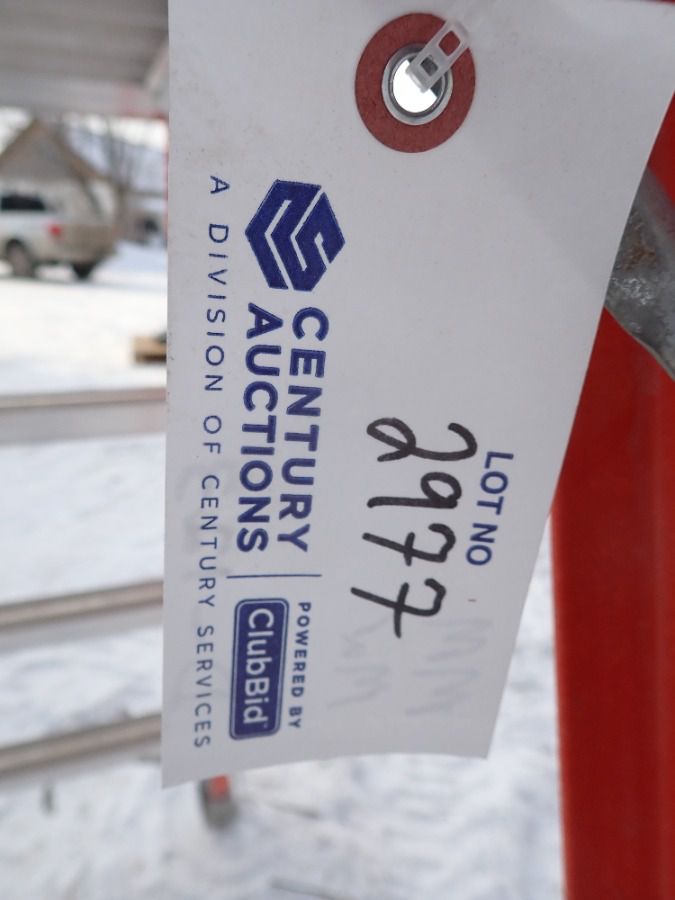 LOT NO
2977
CENTURY
AUCTIONS
POWERED BY
ClubBid
A DIVISION OF CENTURY SERVICES